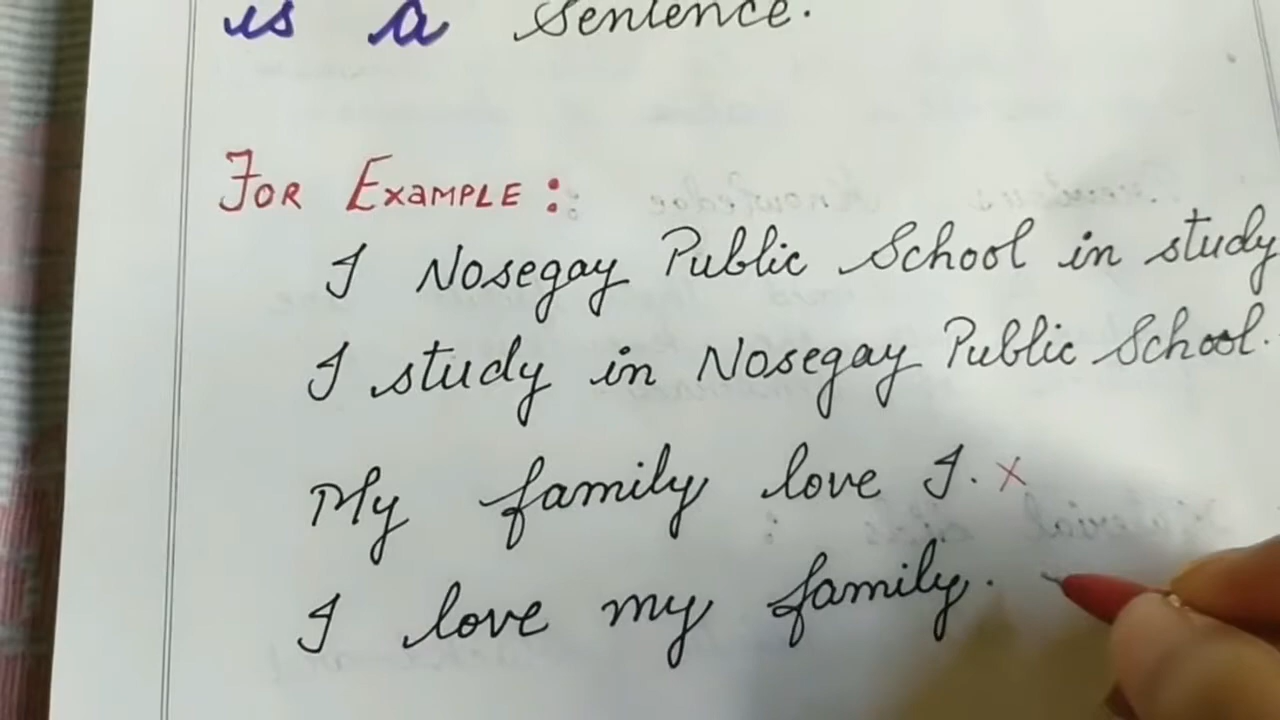 is a sentence.
FOR EXAMPLE:
I Nosegay Public School in study
I study in Nosegay Public School.
My family love I. x
I love my family.